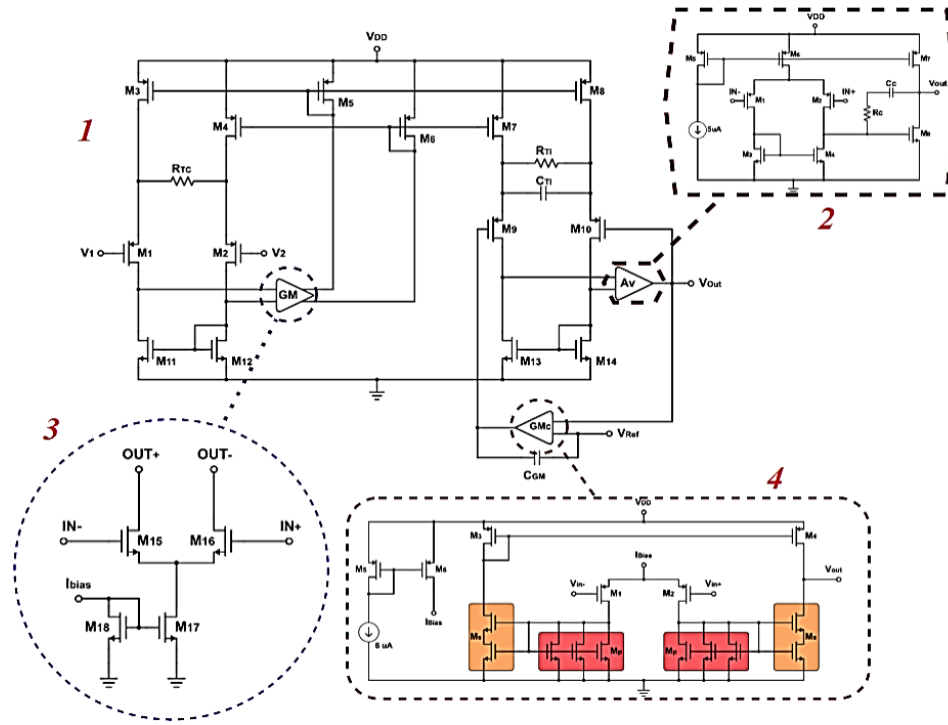 1
VDD
M3
M5
M8
M4
M6
M7
RTC
RTI
CTI
V1
M1
M2
V2
M9
M10
GM
Av
VOut
M11
M12
M13
M14
GMc
VRef
CGM
2
VDD
M5
M6
M7
IN-
M1
M2
IN+
CC
RC
Vout
5uA
M3
M4
M8
3
OUT+
OUT-
IN-
M15
M16
IN+
Ibias
M18
M17
4
VDD
M3
M4
M5
M6
IBias
IBias
Vin-
M1
M2
Vin+
Vout
6 uA
Ms
Mp
Mp
Ms